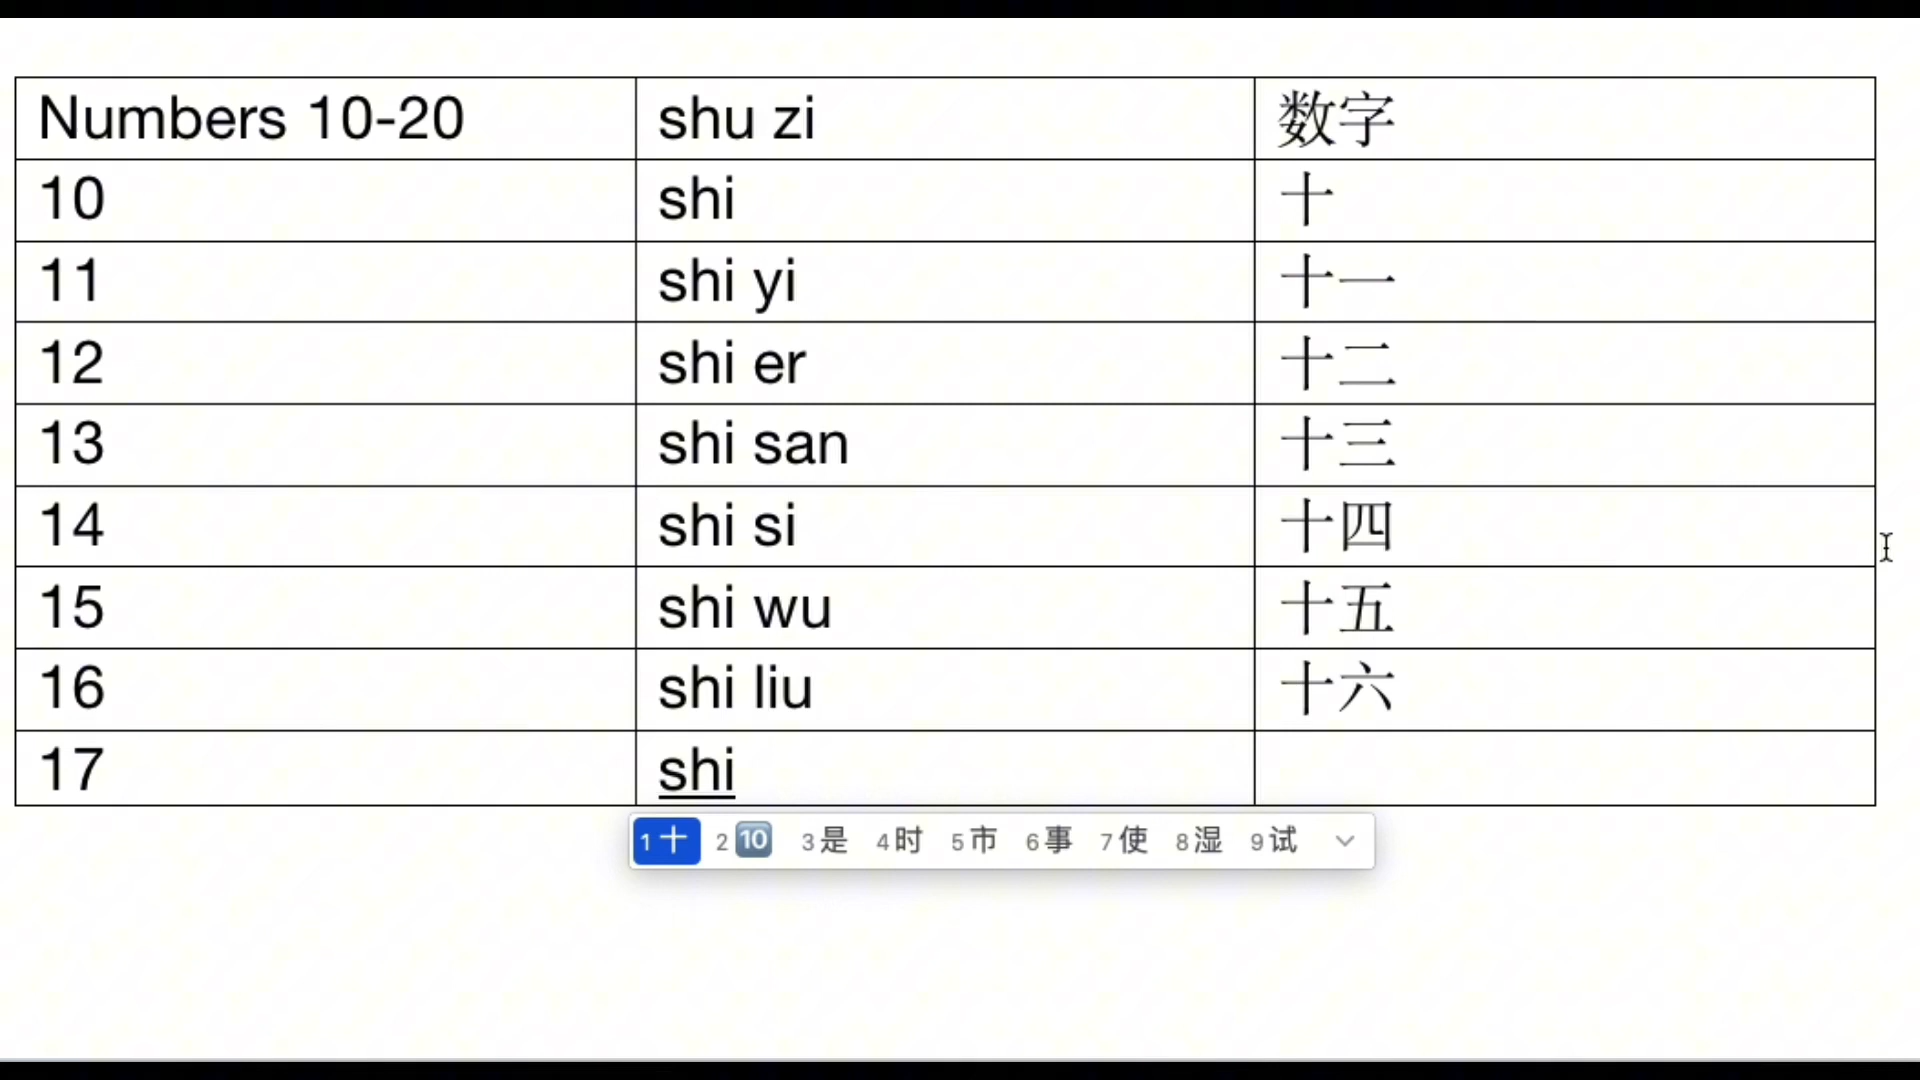 Numbers 10-20 shu zi 数字
10 shi 十
11 shi yi 十一
12 shi er 十二
13 shi san 十三
14 shi si 十四
15 shi wu 十五
16 shi liu 十六
17 shi
1 十 2 🔟 3 是 4 时 5 市 6 事 7 使 8 湿 9 试